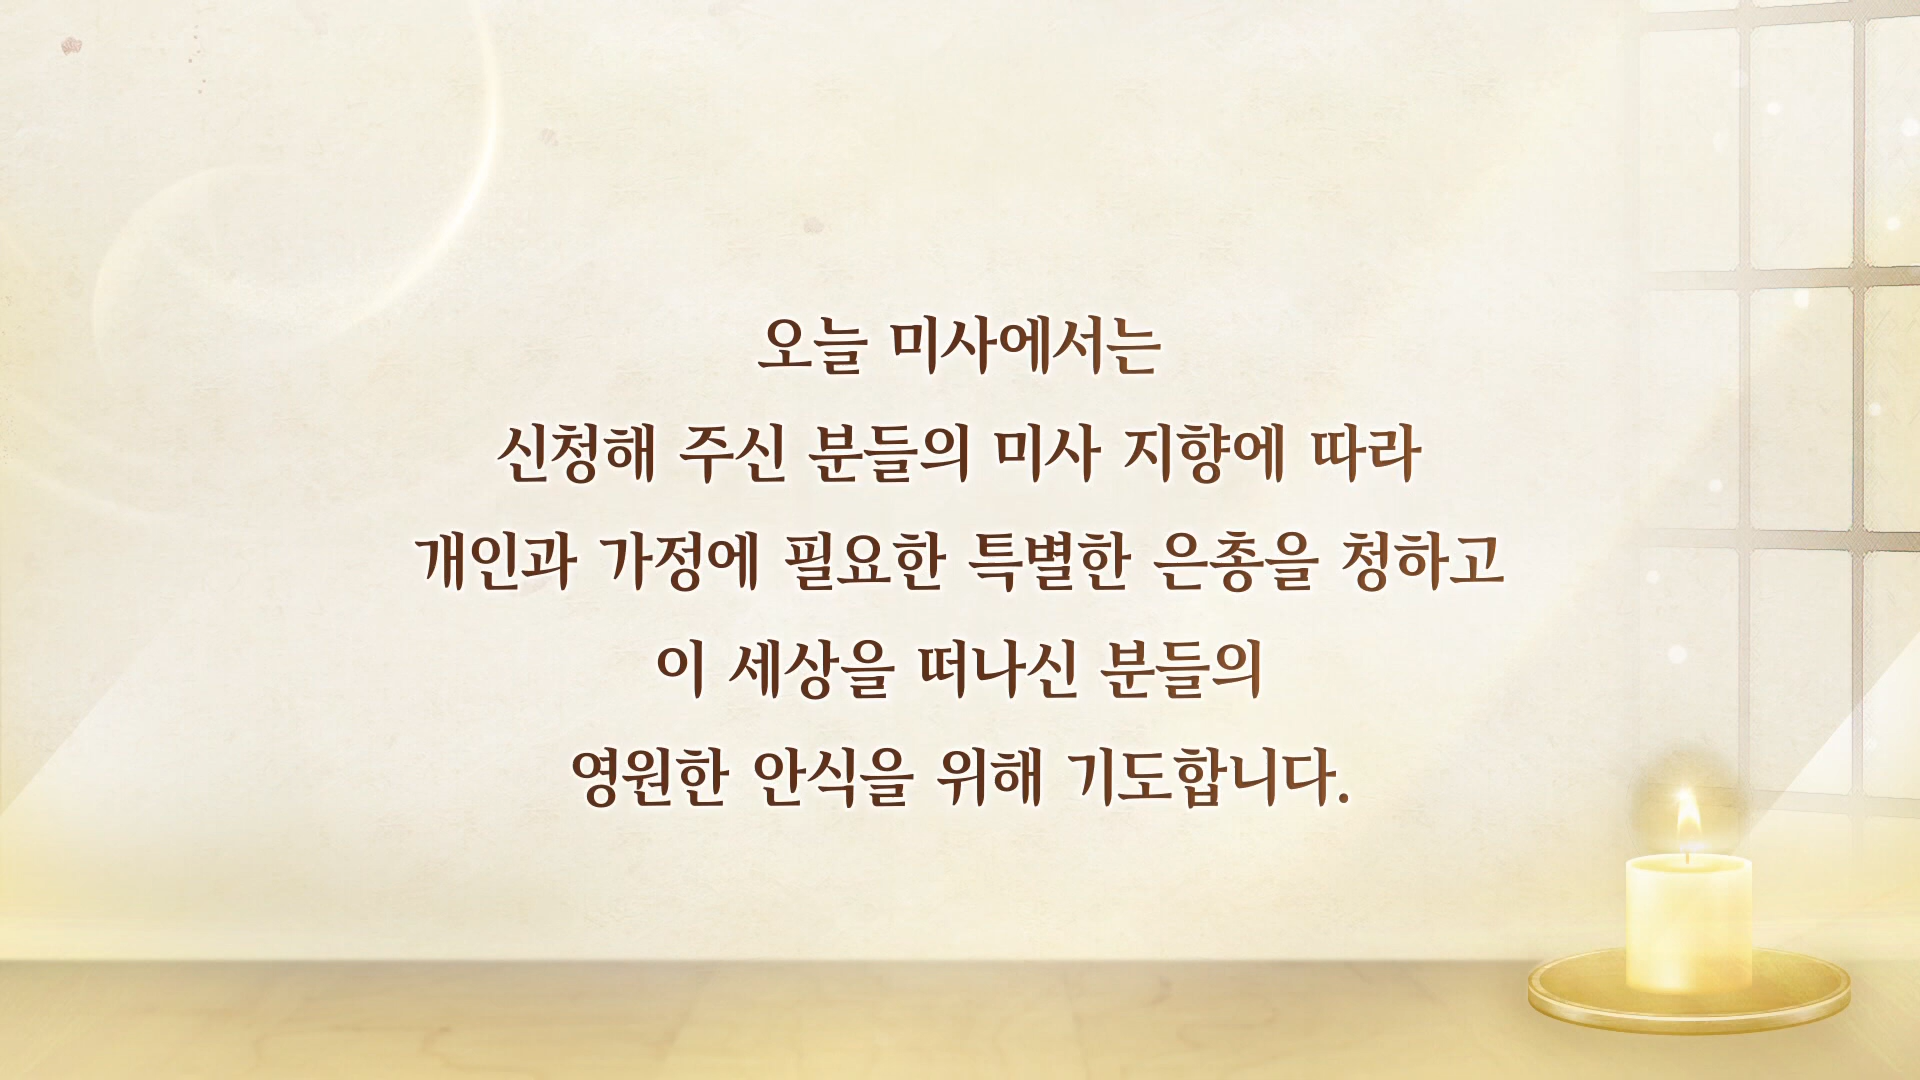 오늘 미사에서는
신청해 주신 분들의 미사 지향에 따라
개인과 가정에 필요한 특별한 은총을 청하고
이 세상을 떠나신 분들의
영원한 안식을 위해 기도합니다.